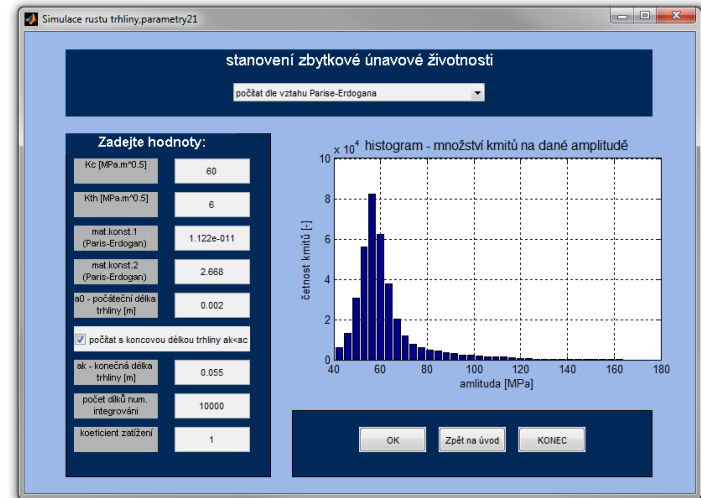 Simulace rustu trhliny,parametry21
stanovení zbytkové únavové životnosti
počítat dle vztahu Parise-Erdogana
Zadejte hodnoty:
Kc [MPa.m^0.5]
60
Kth [MPa.m^0.5]
6
mat.konst.1
(Paris-Erdogan)
1.122e-011
mat.konst.2
(Paris-Erdogan)
2.668
a0 - počáteční délka
trhliny [m]
0.002
počítat s koncovou délkou trhliny ak<ac
ak - konečná délka
trhliny [m]
0.055
počet dílků num.
integrováni
10000
koeficient zatížení
1
x 10^4 histogram - množství kmitů na dané amplitudě
četnost kmitů [-]
10
8
6
4
2
0
40 60 80 100 120 140 160 180
amlituda [MPa]
OK Zpět na úvod KONEC